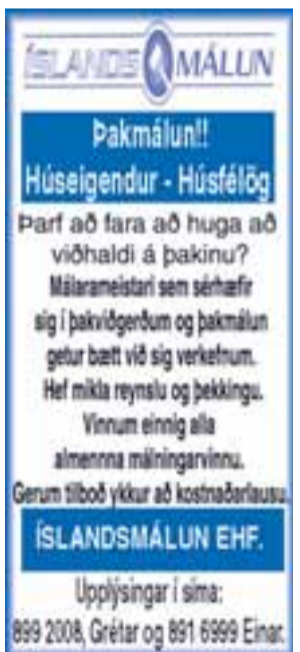 ÍSLANDS MÁLUN
Þakmálun!!
Húseigendur - Húsfélög
Þarf að fara að huga að
viðhaldi á þakinu?
Málarameistari sem sérhæfir
sig í þakviðgerðum og þakmálun
getur bætt við sig verkefnum.
Hef mikla reynslu og þekkingu.
Vinnum einnig alla
almennna málningarvinnu.
Gerum tilboð ykkur að kostnaðarlausu.
ÍSLANDSMÁLUN EHF.
Upplýsingar í síma:
899 2008, Grétar og 891 6999 Einar.